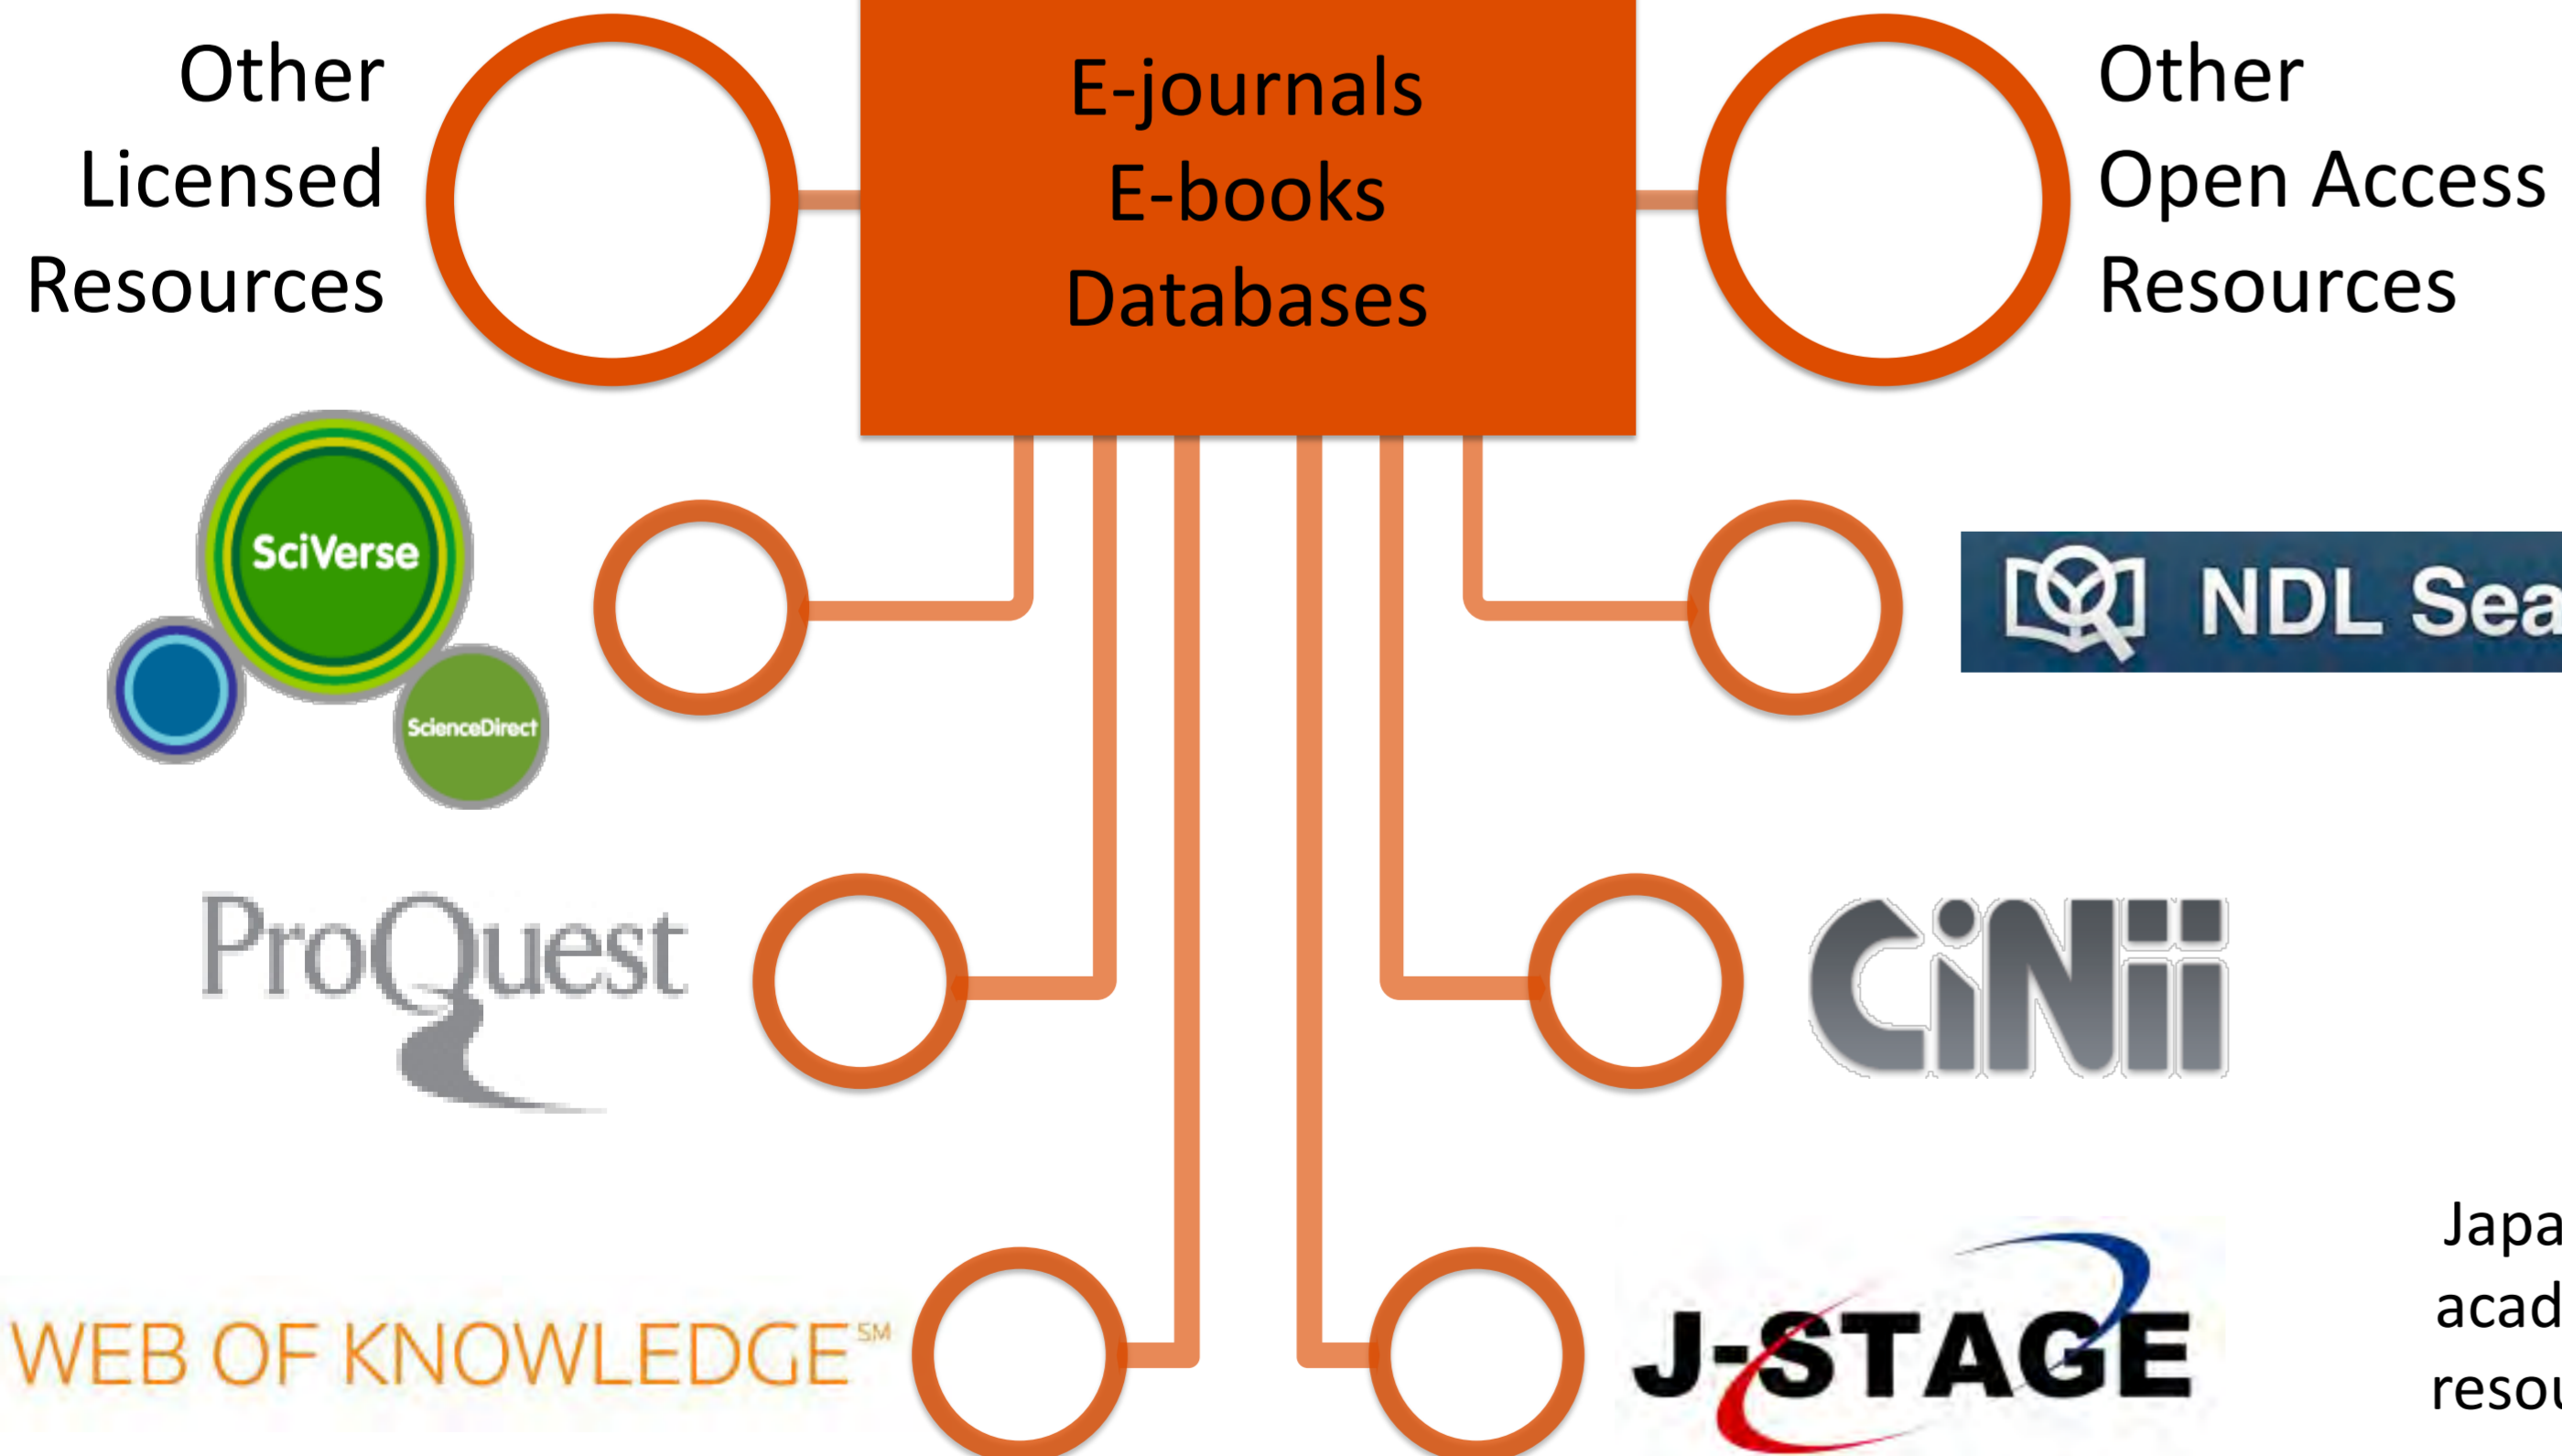 Other
Licensed
Resources
E-journals
E-books
Databases
Other
Open Access
Resources
SciVerse
ScienceDirect
NDL Sea
ProQuest
CiNii
WEB OF KNOWLEDGE℠
J-STAGE
Japa
acad
resou